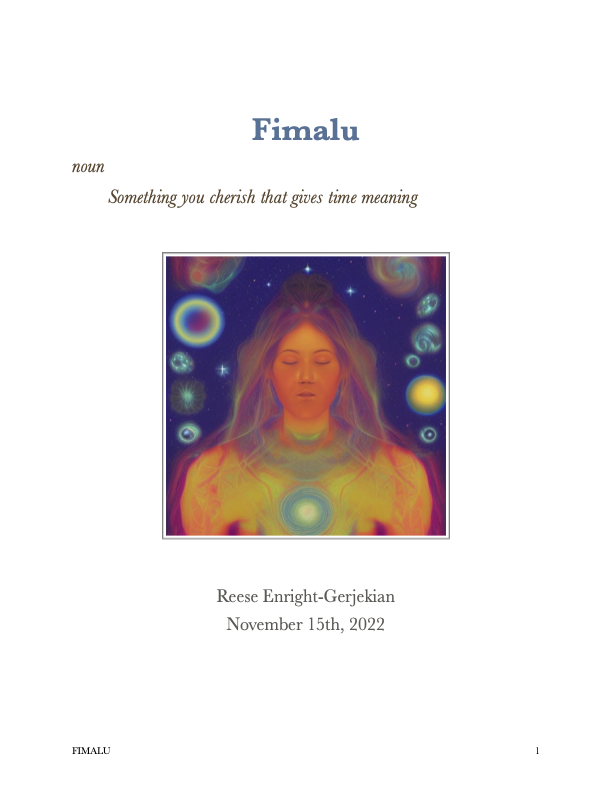 Fimalu
noun
Something you cherish that gives time meaning
Reese Enright-Gerjekian
November 15th, 2022
FIMALU 1